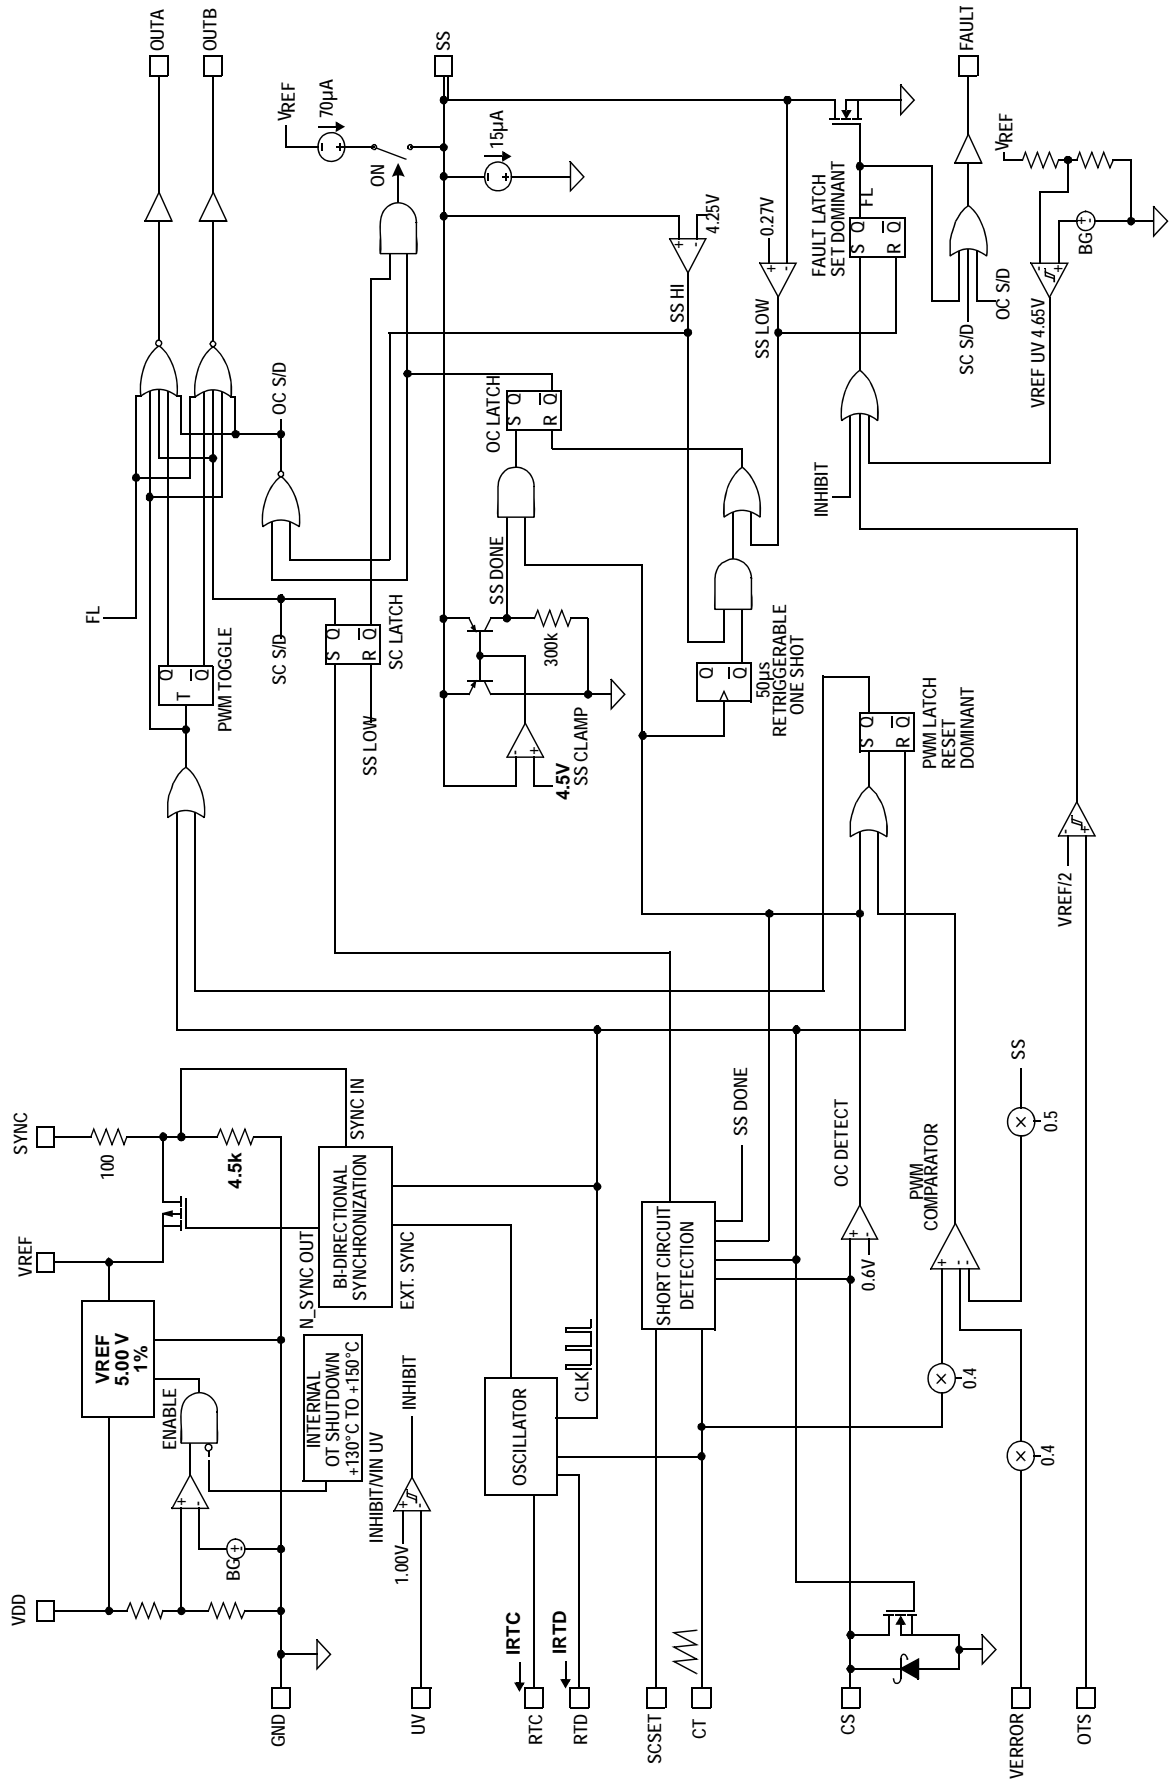 VDD
VREF
SYNC
OUTA
OUTB
VREF
5.00 V
1%
ENABLE
BG
+
-
+
-
100
4.5k
N_SYNC OUT
BI-DIRECTIONAL
SYNCHRONIZATION
SYNC IN
EXT. SYNC
INTERNAL
OT SHUTDOWN
+130°C TO +150°C
INHIBIT/VIN UV
GND
FL
T
Q
Q
PWM TOGGLE
SC S/D
OC S/D
S Q
R Q
SC LATCH
SS LOW
VREF
70µA
-
+
ON
SS
15µA
-
+
UV
1.00V
+
-
INHIBIT
RTC
IRTC
RTD
IRTD
OSCILLATOR
CLK
4.5V
-
+
SS CLAMP
SS DONE
300k
OC LATCH
S Q
R Q
SS HI
4.25V
+
-
SS LOW
0.27V
+
-
Q
Q
50µs
RETRIGGERABLE
ONE SHOT
SCSET
CT
SHORT CIRCUIT
DETECTION
SS DONE
CS
OC DETECT
0.6V
+
-
S Q
R Q
PWM LATCH
RESET
DOMINANT
INHIBIT
FAULT LATCH
SET DOMINANT
S Q
R Q
FL
PWM
COMPARATOR
+
-
-
0.4
0.4
0.5
SS
VERROR
OTS
VREF/2
-
+
SC S/D
OC S/D
FAULT
VREF
VREF UV 4.65V
-
+
BG
+
-